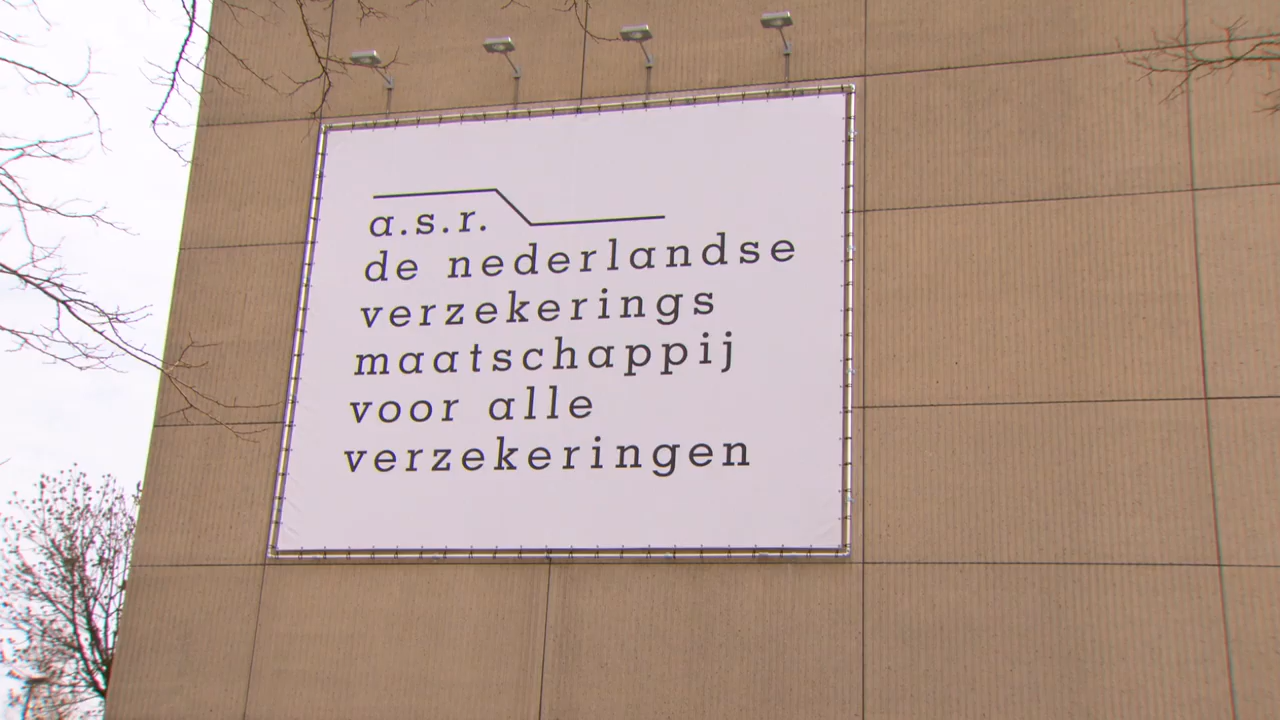 a.s.r.
de nederlandse
verzekerings
maatschappij
voor alle
verzekeringen